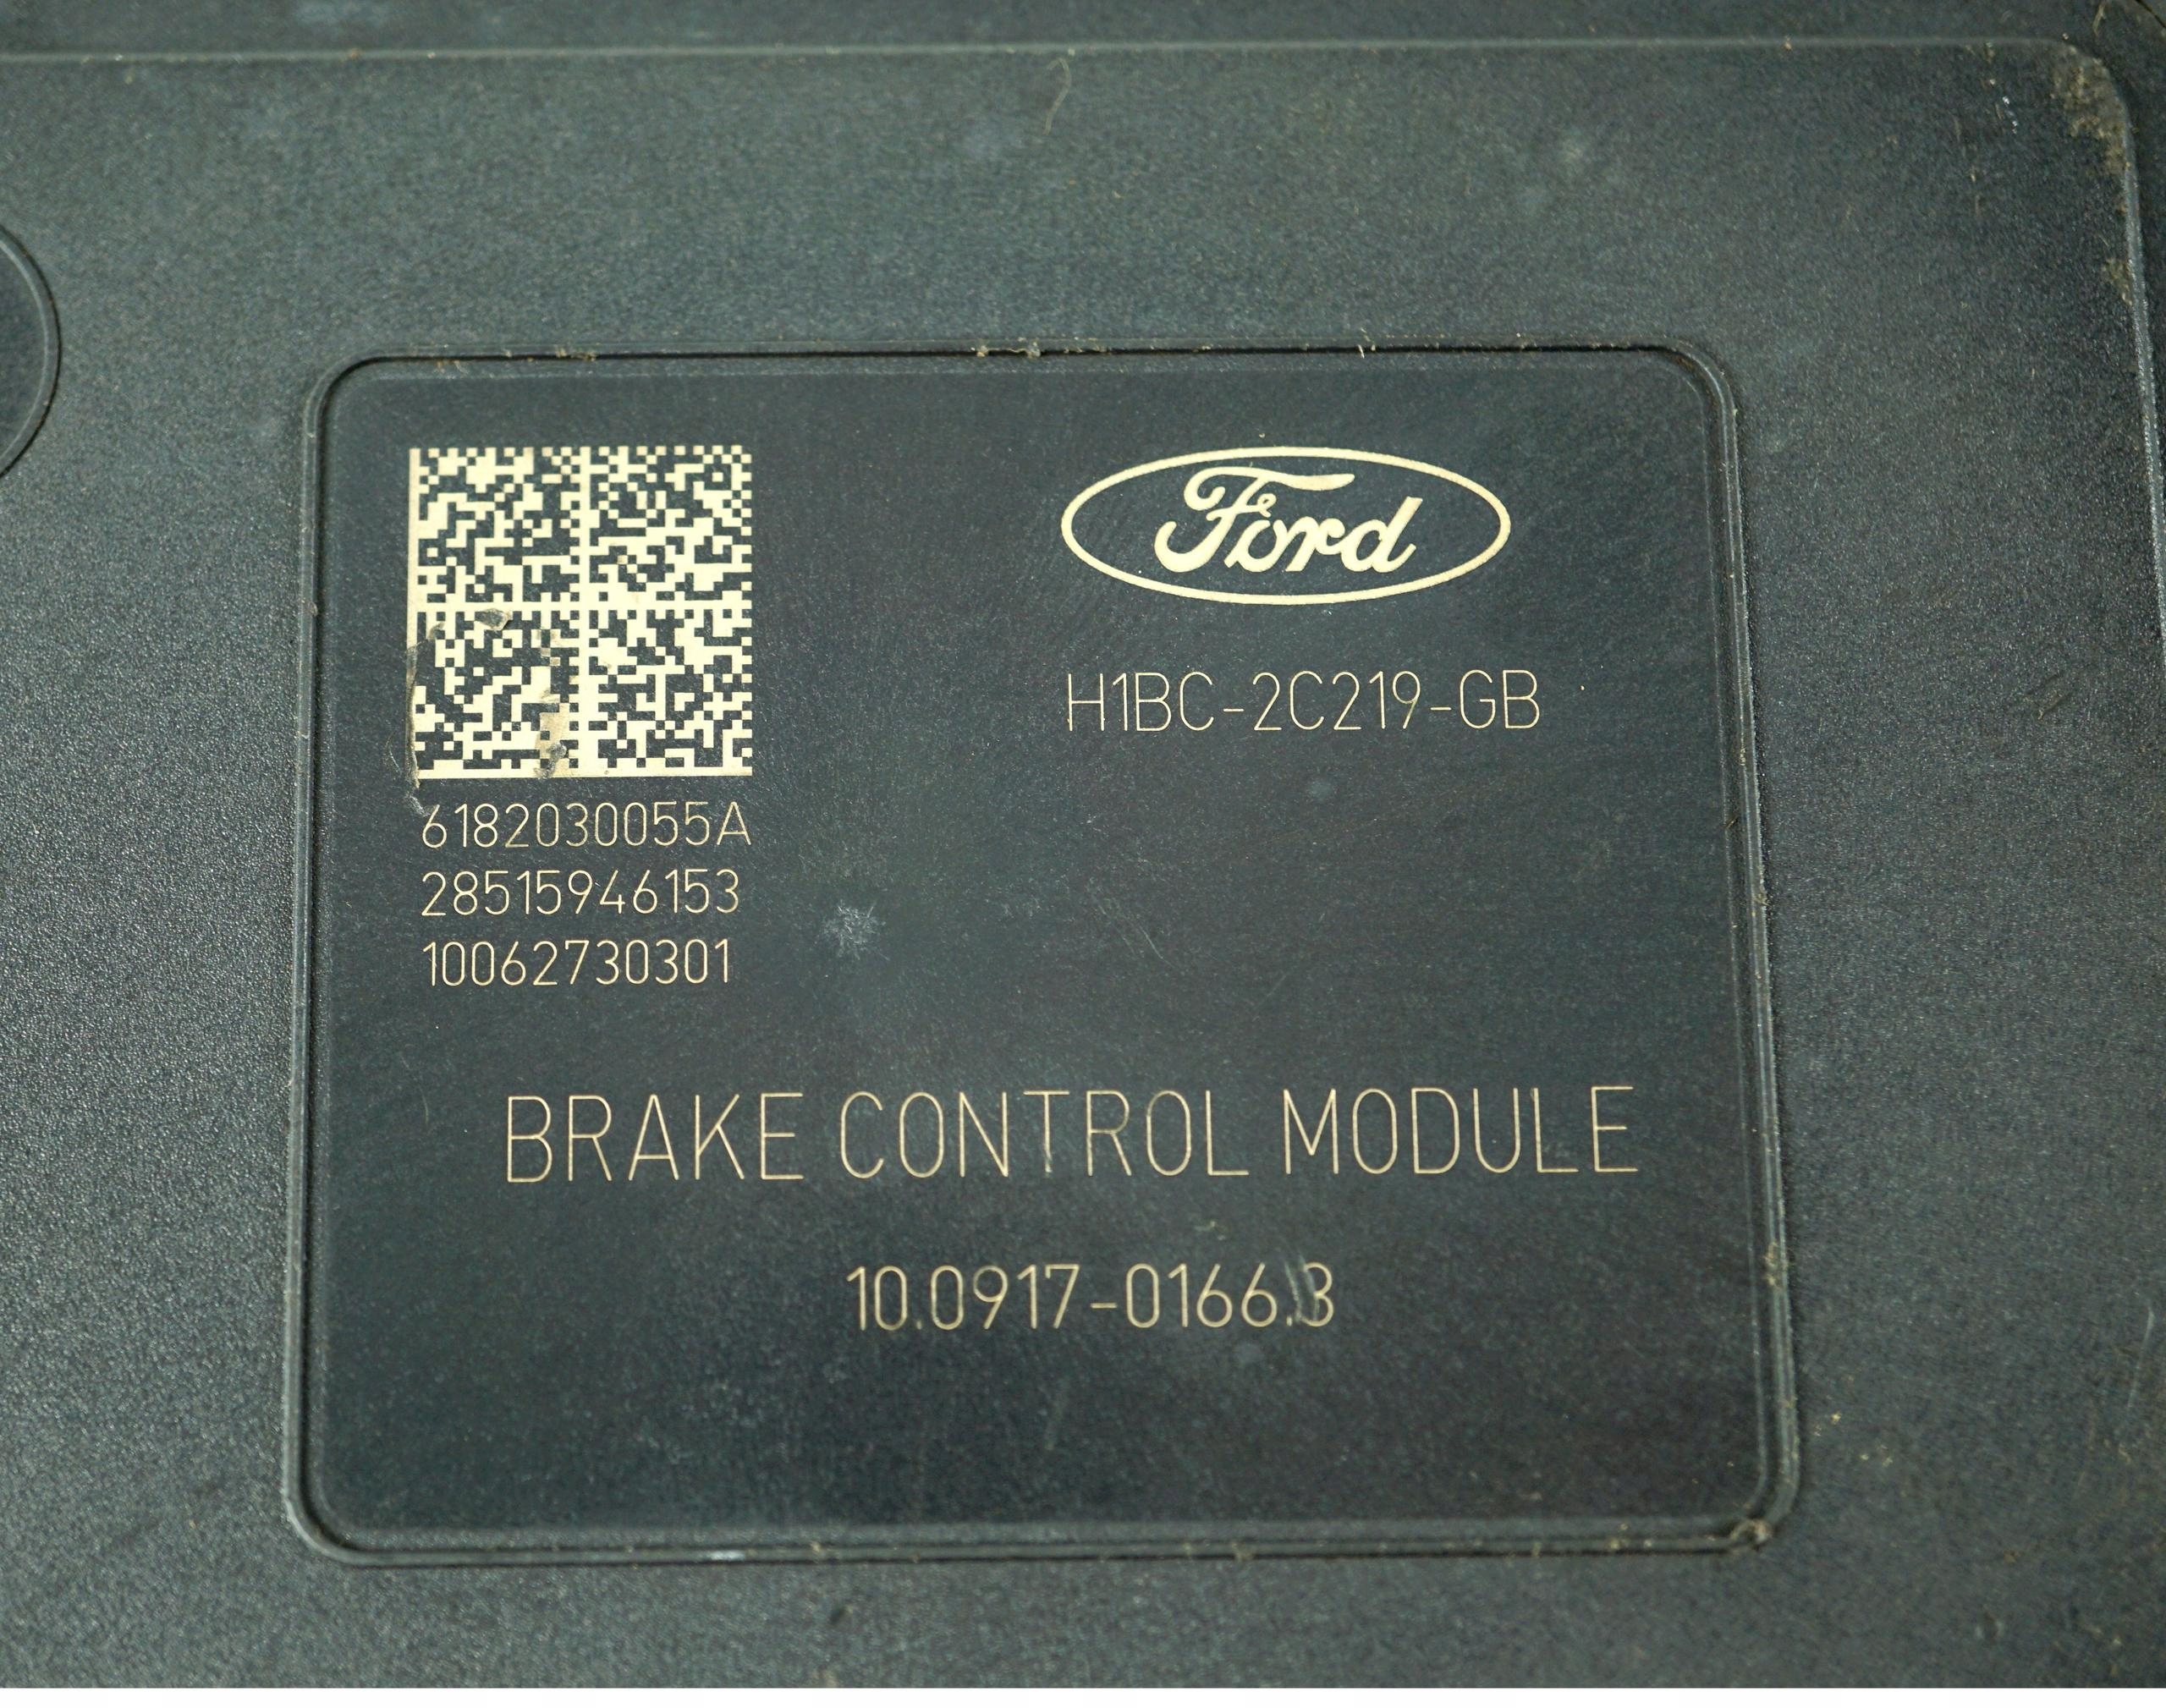 Ford
H1BC-2C219-GB
6182030055A
28515946153
10062730301
BRAKE CONTROL MODULE
10.0917-0166.3